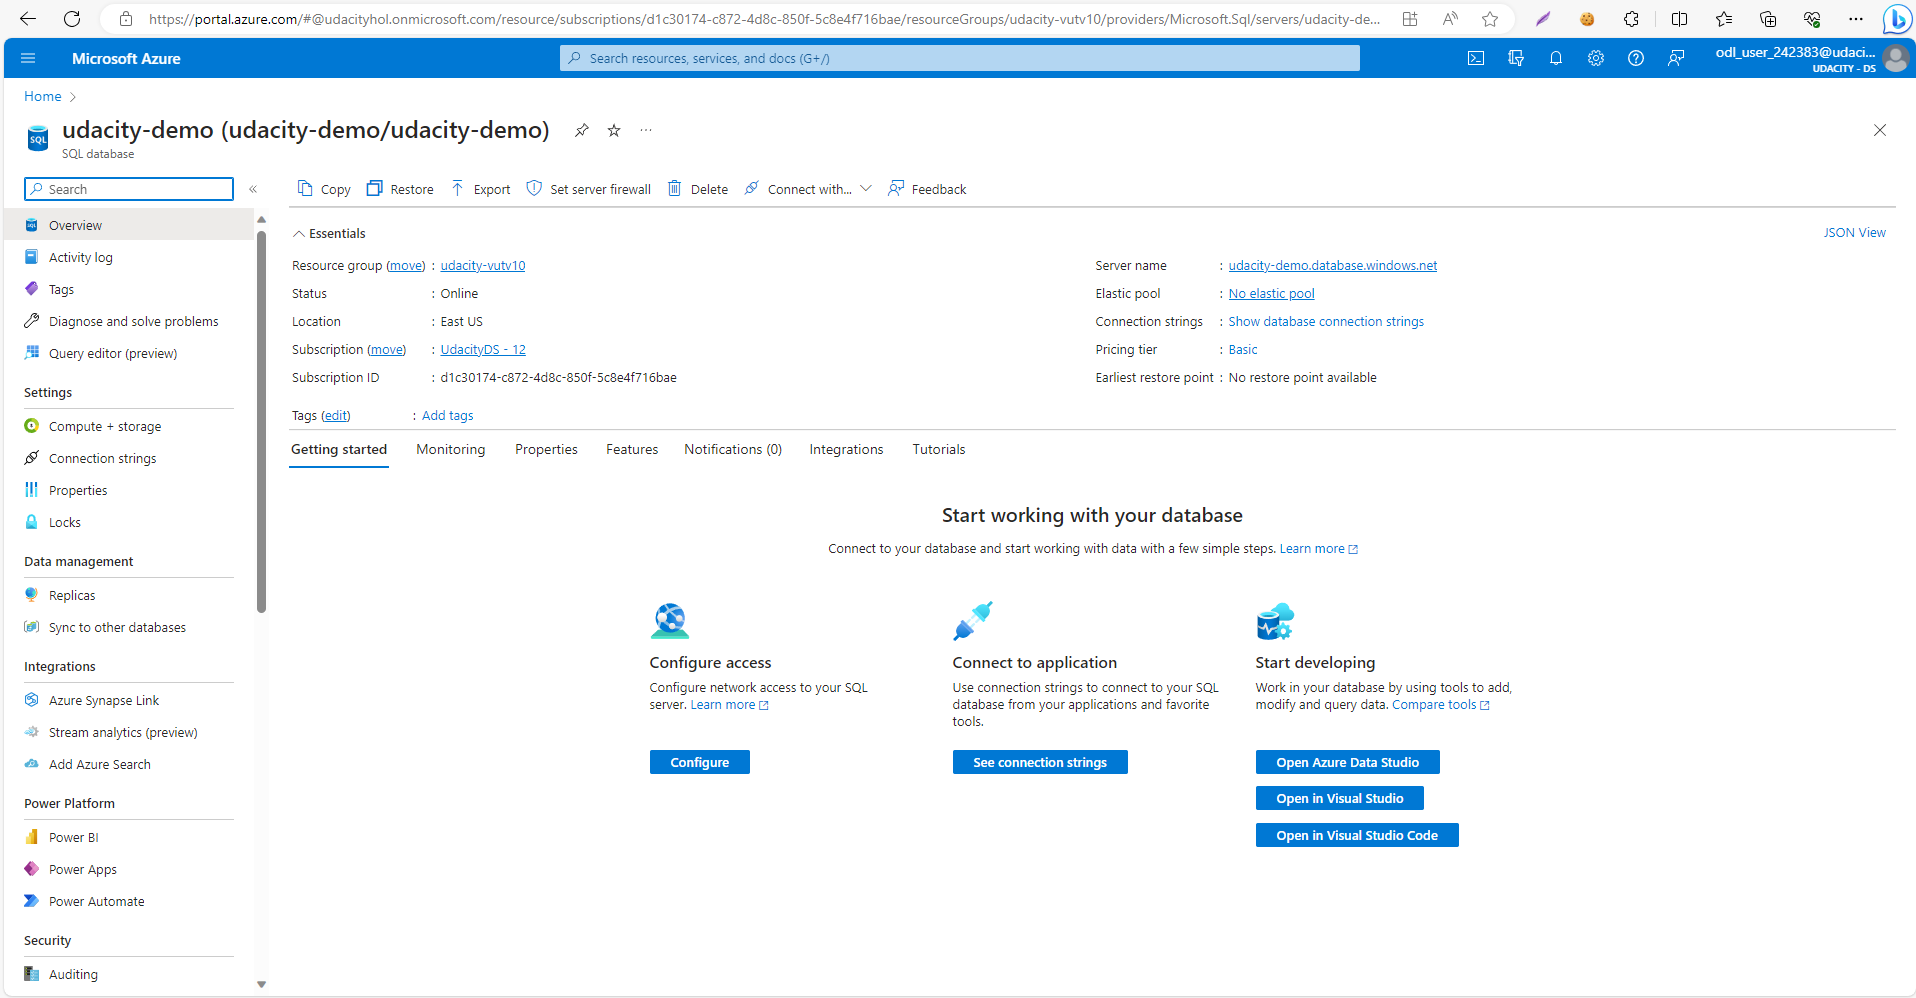 https://portal.azure.com/#@udacityhol.onmicrosoft.com/resource/subscriptions/d1c30174-c872-4d8c-850f-5c8e4f716bae/resourceGroups/udacity-vutv10/providers/Microsoft.Sql/servers/udacity-de...
Microsoft Azure
Search resources, services, and docs (G+/)
odl_user_242383@udaci...
UDACITY - DS
Home
udacity-demo (udacity-demo/udacity-demo)
SQL database
Search
Copy Restore Export Set server firewall Delete Connect with... Feedback
Overview
Activity log
Tags
Diagnose and solve problems
Query editor (preview)
Settings
Compute + storage
Connection strings
Properties
Locks
Data management
Replicas
Sync to other databases
Integrations
Azure Synapse Link
Stream analytics (preview)
Add Azure Search
Power Platform
Power BI
Power Apps
Power Automate
Security
Auditing
Essentials
JSON View
Resource group (move) : udacity-vutv10
Status : Online
Location : East US
Subscription (move) : UdacityDS - 12
Subscription ID : d1c30174-c872-4d8c-850f-5c8e4f716bae
Server name : udacity-demo.database.windows.net
Elastic pool : No elastic pool
Connection strings : Show database connection strings
Pricing tier : Basic
Earliest restore point : No restore point available
Tags (edit) : Add tags
Getting started Monitoring Properties Features Notifications (0) Integrations Tutorials
Start working with your database
Connect to your database and start working with data with a few simple steps. Learn more
Configure access
Configure network access to your SQL
server. Learn more
Configure
Connect to application
Use connection strings to connect to your SQL
database from your applications and favorite
tools.
See connection strings
Start developing
Work in your database by using tools to add,
modify and query data. Compare tools
Open Azure Data Studio
Open in Visual Studio
Open in Visual Studio Code